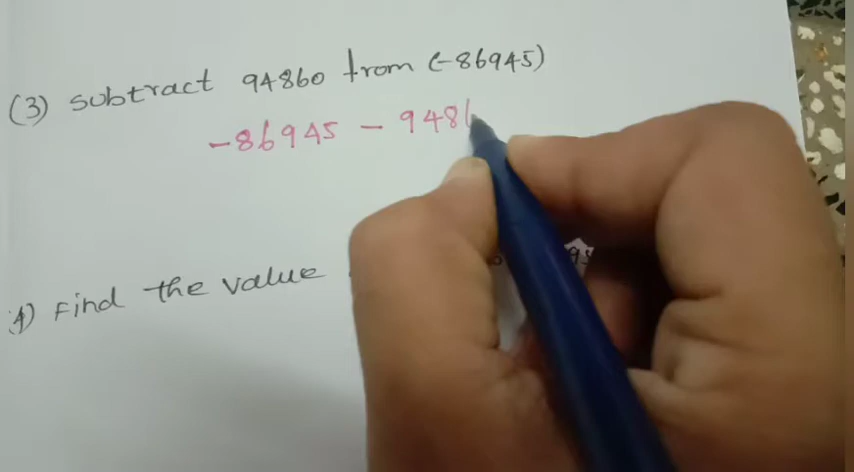 (3) subtract 94860 from (-86945)
-86945 - 948
4) Find the value